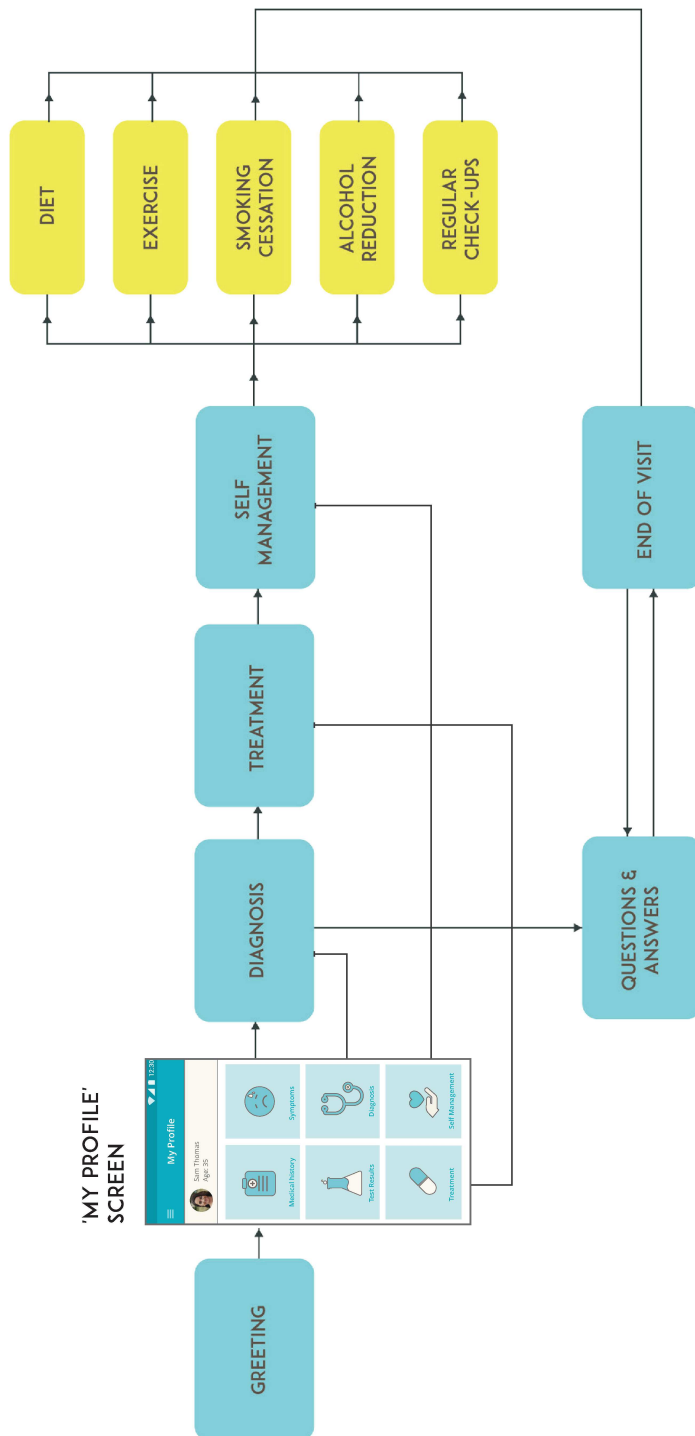 'MY PROFILE'
SCREEN
GREETING
12:30
My Profile
Sam Thomas
Age: 35
Medical history
Symptoms
Test Results
Diagnosis
Treatment
Self Management
DIAGNOSIS
TREATMENT
SELF
MANAGEMENT
DIET
EXERCISE
SMOKING
CESSATION
ALCOHOL
REDUCTION
REGULAR
CHECK-UPS
QUESTIONS &
ANSWERS
END OF VISIT